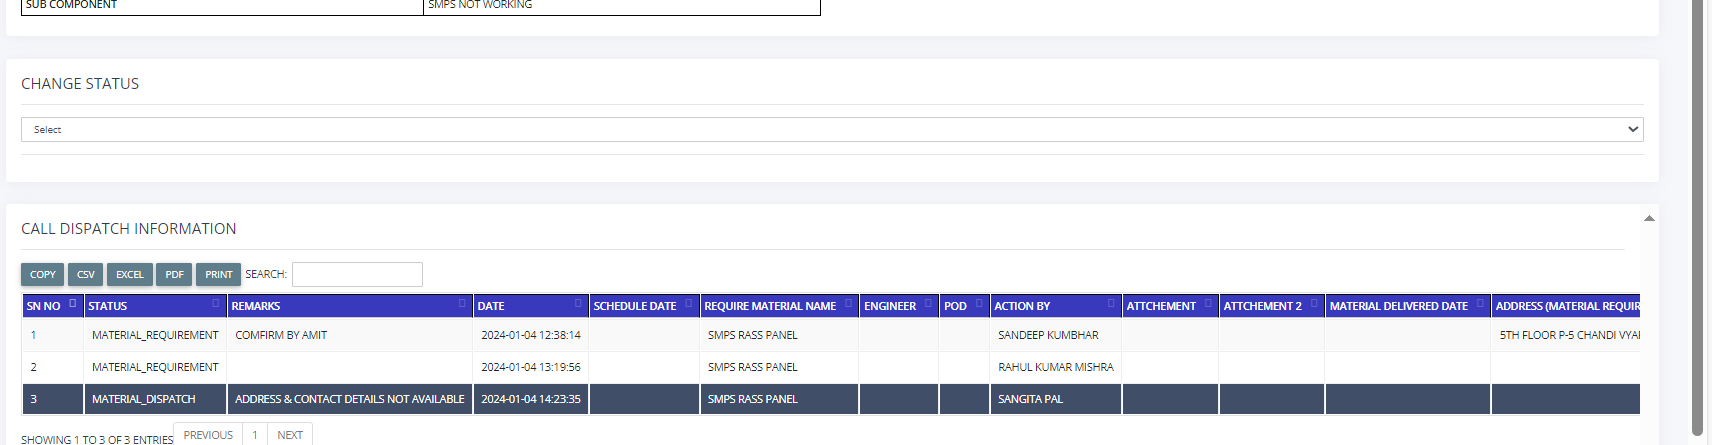 SUB COMPONENT SMPS NOT WORKING
CHANGE STATUS
Select
CALL DISPATCH INFORMATION
COPY CSV EXCEL PDF PRINT SEARCH:
SN NO STATUS REMARKS DATE SCHEDULE DATE REQUIRE MATERIAL NAME ENGINEER POD ACTION BY ATTCHEMENT ATTCHEMENT 2 MATERIAL DELIVERED DATE ADDRESS (MATERIAL REQUIR
1 MATERIAL_REQUIREMENT COMFIRM BY AMIT 2024-01-04 12:38:14 SMPS RASS PANEL SANDEEP KUMBHAR 5TH FLOOR P-5 CHANDI VYAI
2 MATERIAL_REQUIREMENT 2024-01-04 13:19:56 SMPS RASS PANEL RAHUL KUMAR MISHRA
3 MATERIAL_DISPATCH ADDRESS & CONTACT DETAILS NOT AVAILABLE 2024-01-04 14:23:35 SMPS RASS PANEL SANGITA PAL
SHOWING 1 TO 3 OF 3 ENTRIES PREVIOUS 1 NEXT